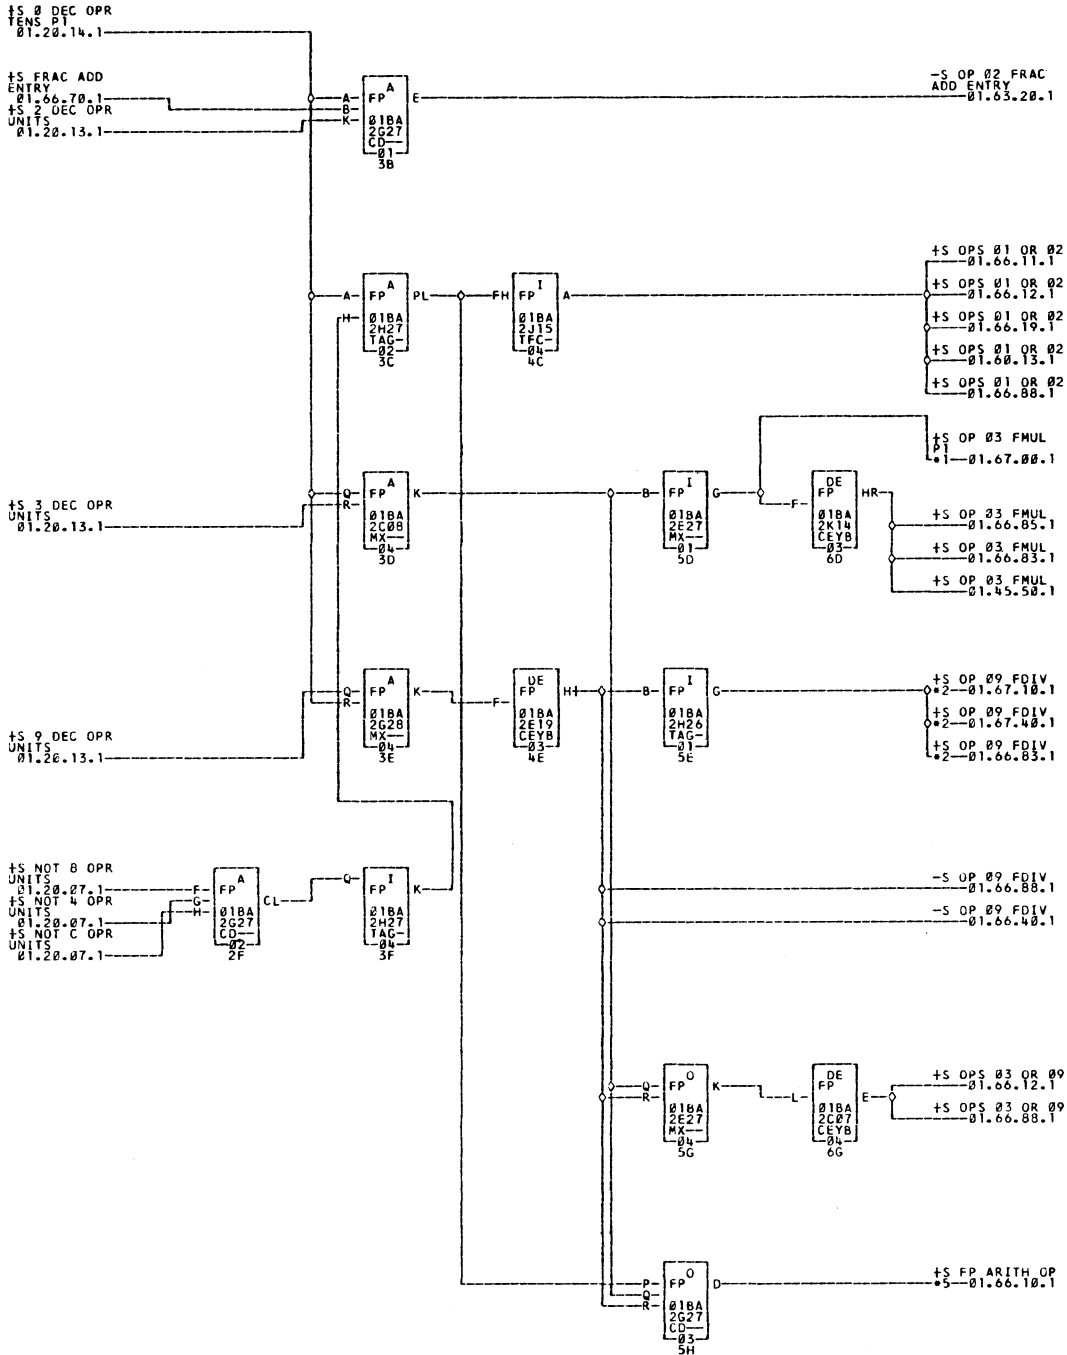 +S 0 DEC OPR
TENS P1
01.20.14.1
+S FRAC ADD
ENTRY
01.66.70.1
+S 2 DEC OPR
UNITS
01.20.13.1
A
B
K
A
FP
01BA
2G27
CD--
01
3B
E
-S OP 02 FRAC
ADD ENTRY
01.63.20.1
A
H
A
FP
01BA
2H27
TAG-
02
3C
PL
FH
I
FP
01BA
2J15
TFC-
04
4C
A
+S OPS 01 OR 02
01.66.11.1
+S OPS 01 OR 02
01.66.12.1
+S OPS 01 OR 02
01.66.19.1
+S OPS 01 OR 02
01.60.13.1
+S OPS 01 OR 02
01.66.88.1
+S 3 DEC OPR
UNITS
01.20.13.1
Q
R
A
FP
01BA
2C08
MX--
04
3D
K
B
I
FP
01BA
2E27
MX--
01
5D
G
+S OP 03 FMUL
P1
*1--01.67.00.1
F
DE
FP
01BA
2K14
CEYB
03
6D
HR
+S OP 03 FMUL
01.66.85.1
+S OP 03 FMUL
01.66.83.1
+S OP 03 FMUL
01.45.50.1
+S 9 DEC OPR
UNITS
01.20.13.1
Q
R
A
FP
01BA
2G28
MX--
04
3E
K
F
DE
FP
01BA
2E19
CEYB
03
4E
H
B
I
FP
01BA
2H26
TAG-
01
5E
G
+S OP 09 FDIV
*2--01.67.10.1
+S OP 09 FDIV
*2--01.67.40.1
+S OP 09 FDIV
*2--01.66.83.1
+S NOT 8 OPR
UNITS
01.20.07.1
+S NOT 4 OPR
UNITS
01.20.07.1
+S NOT C OPR
UNITS
01.20.07.1
F
G
H
A
FP
01BA
2G27
CD--
02
2F
CL
Q
I
FP
01BA
2H27
TAG-
04
3F
K
-S OP 09 FDIV
01.66.88.1
-S OP 09 FDIV
01.66.40.1
Q
R
O
FP
01BA
2E27
MX--
04
5G
K
L
DE
FP
01BA
2C07
CEYB
04
6G
E
+S OPS 03 OR 09
01.66.12.1
+S OPS 03 OR 09
01.66.88.1
P
Q
R
O
FP
01BA
2G27
CD--
03
5H
D
+S FP ARITH OP
*5--01.66.10.1